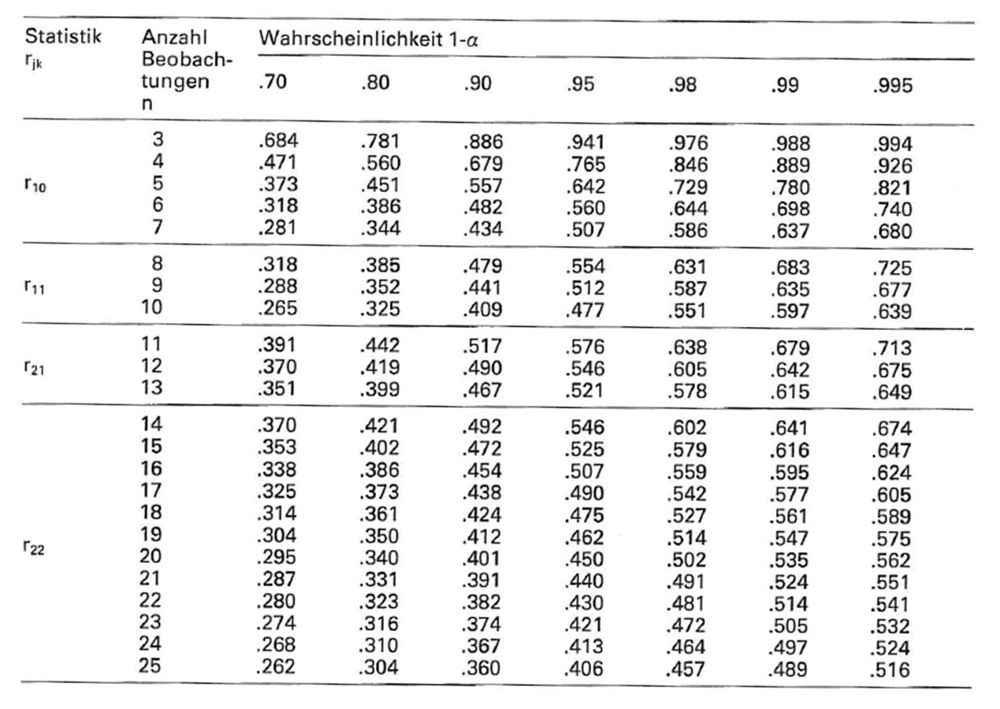 Statistik Anzahl Wahrscheinlichkeit 1-α
rjk Beobach-
tungen .70 .80 .90 .95 .98 .99 .995
n
3 .684 .781 .886 .941 .976 .988 .994
4 .471 .560 .679 .765 .846 .889 .926
r10 5 .373 .451 .557 .642 .729 .780 .821
6 .318 .386 .482 .560 .644 .698 .740
7 .281 .344 .434 .507 .586 .637 .680
8 .318 .385 .479 .554 .631 .683 .725
r11 9 .288 .352 .441 .512 .587 .635 .677
10 .265 .325 .409 .477 .551 .597 .639
11 .391 .442 .517 .576 .638 .679 .713
r21 12 .370 .419 .490 .546 .605 .642 .675
13 .351 .399 .467 .521 .578 .615 .649
14 .370 .421 .492 .546 .602 .641 .674
15 .353 .402 .472 .525 .579 .616 .647
16 .338 .386 .454 .507 .559 .595 .624
17 .325 .373 .438 .490 .542 .577 .605
18 .314 .361 .424 .475 .527 .561 .589
19 .304 .350 .412 .462 .514 .547 .575
r22 20 .295 .340 .401 .450 .502 .535 .562
21 .287 .331 .391 .440 .491 .524 .551
22 .280 .323 .382 .430 .481 .514 .541
23 .274 .316 .374 .421 .472 .505 .532
24 .268 .310 .367 .413 .464 .497 .524
25 .262 .304 .360 .406 .457 .489 .516